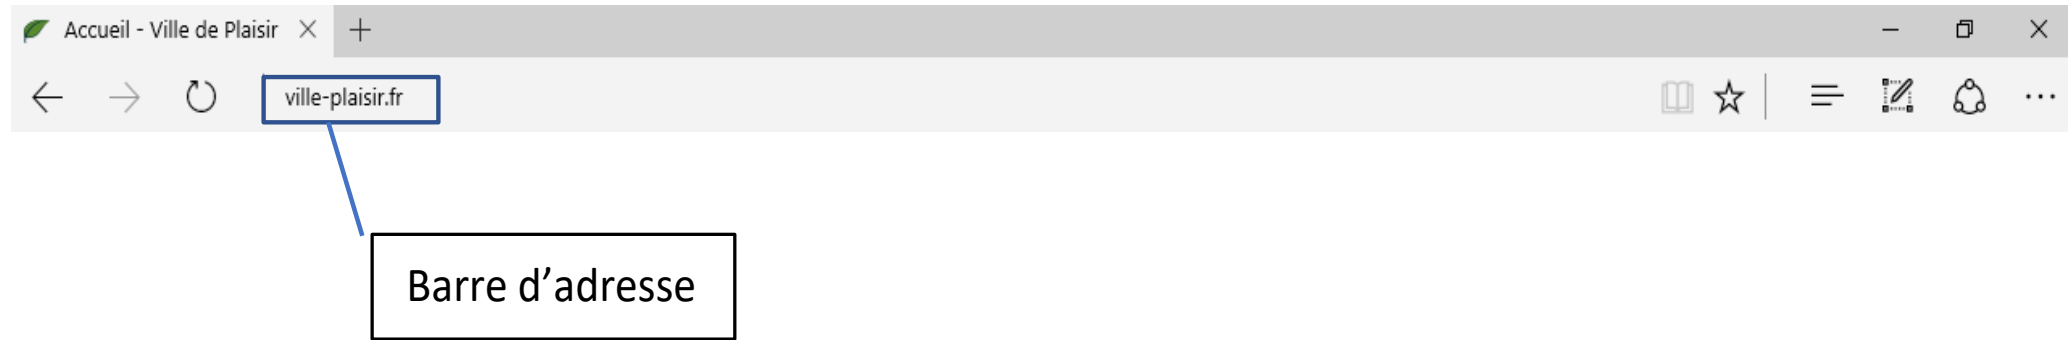 Accueil - Ville de Plaisir
ville-plaisir.fr
Barre d’adresse